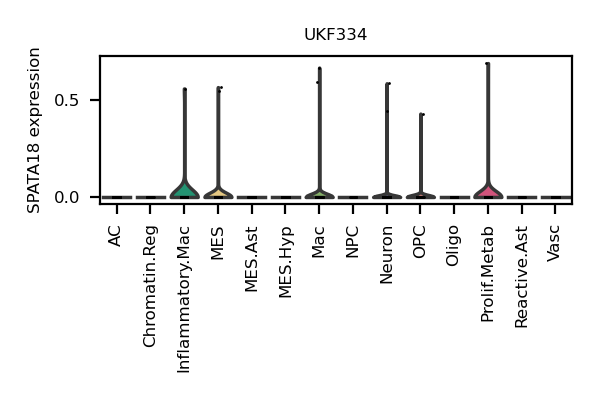 UKF334
SPATA18 expression
0.5
0.0
AC
Chromatin.Reg
Inflammatory.Mac
MES
MES.Ast
MES.Hyp
Mac
NPC
Neuron
OPC
Oligo
Prolif.Metab
Reactive.Ast
Vasc